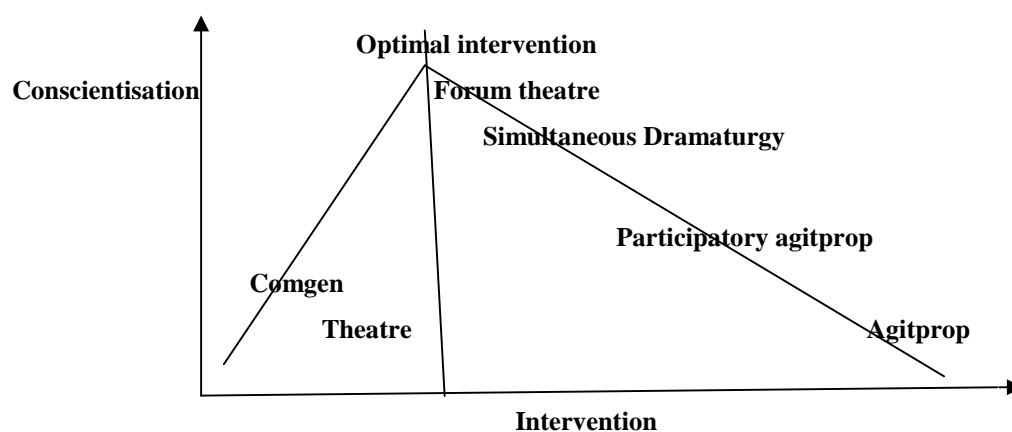 Optimal intervention
Conscientisation
Forum theatre
Simultaneous Dramaturgy
Participatory agitprop
Comgen
Theatre
Agitprop
Intervention